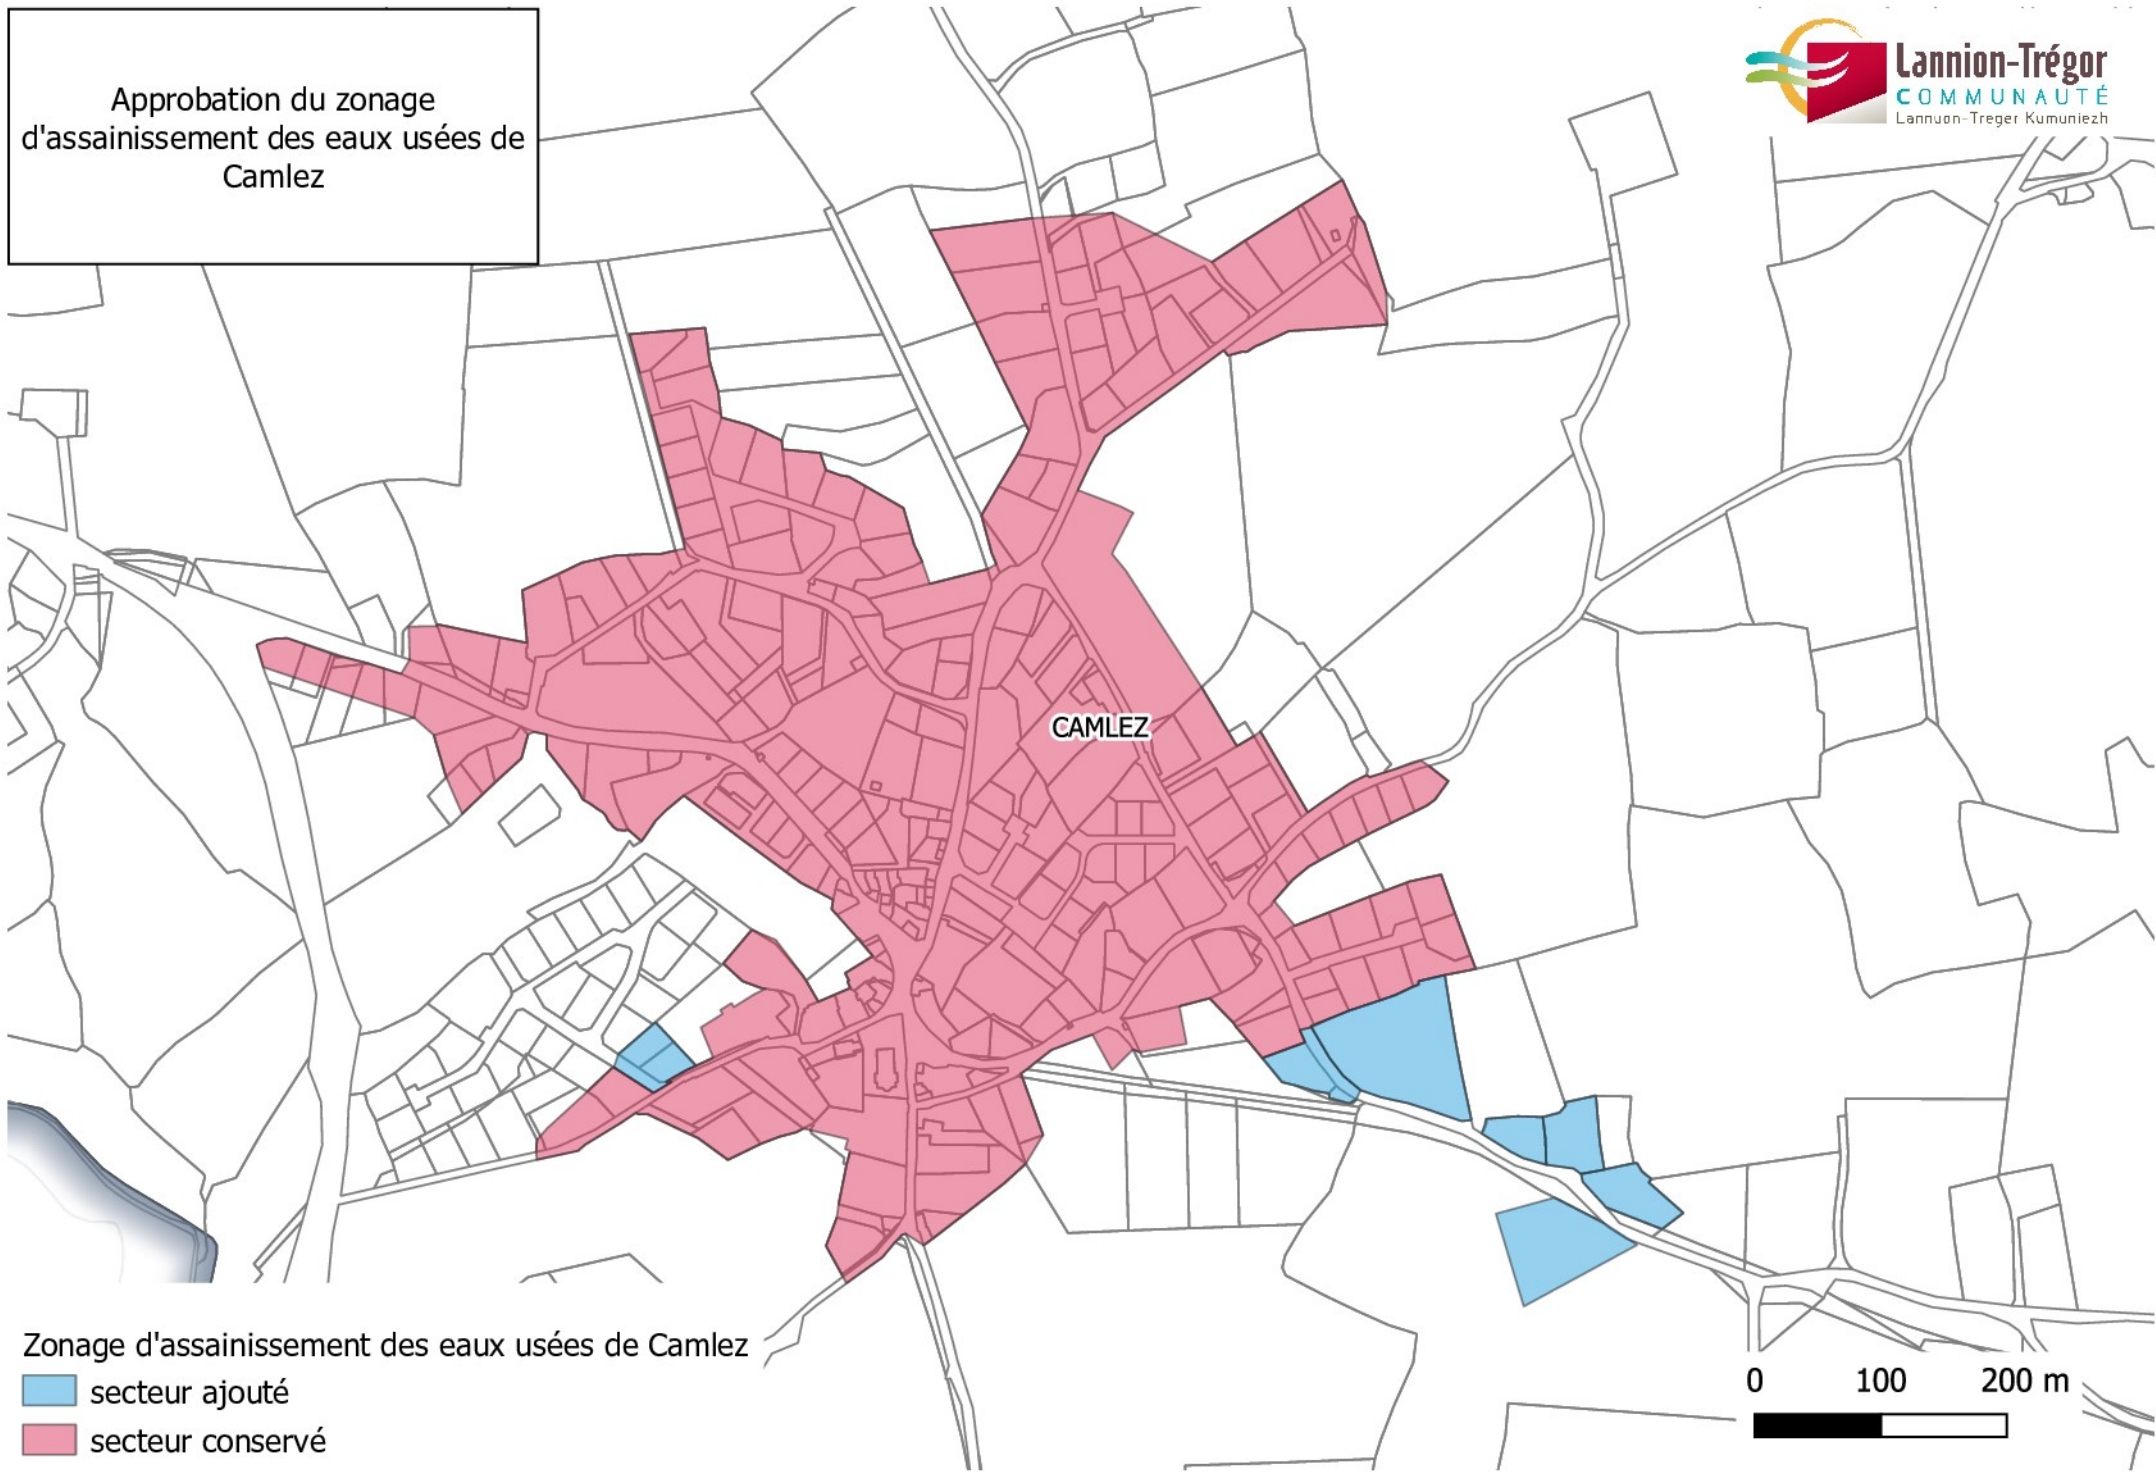 Approbation du zonage
d'assainissement des eaux usées de
Camlez
Lannion-Trégor
COMMUNAUTÉ
Lannuon-Treger Kumuniezh
CAMLEZ
Zonage d'assainissement des eaux usées de Camlez
secteur ajouté
secteur conservé
0 100 200 m